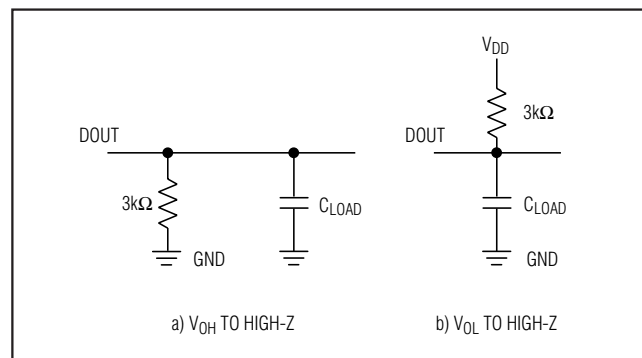 DOUT
3kΩ
GND
CLOAD
a) VOH TO HIGH-Z
VDD
3kΩ
DOUT
CLOAD
GND
b) VOL TO HIGH-Z